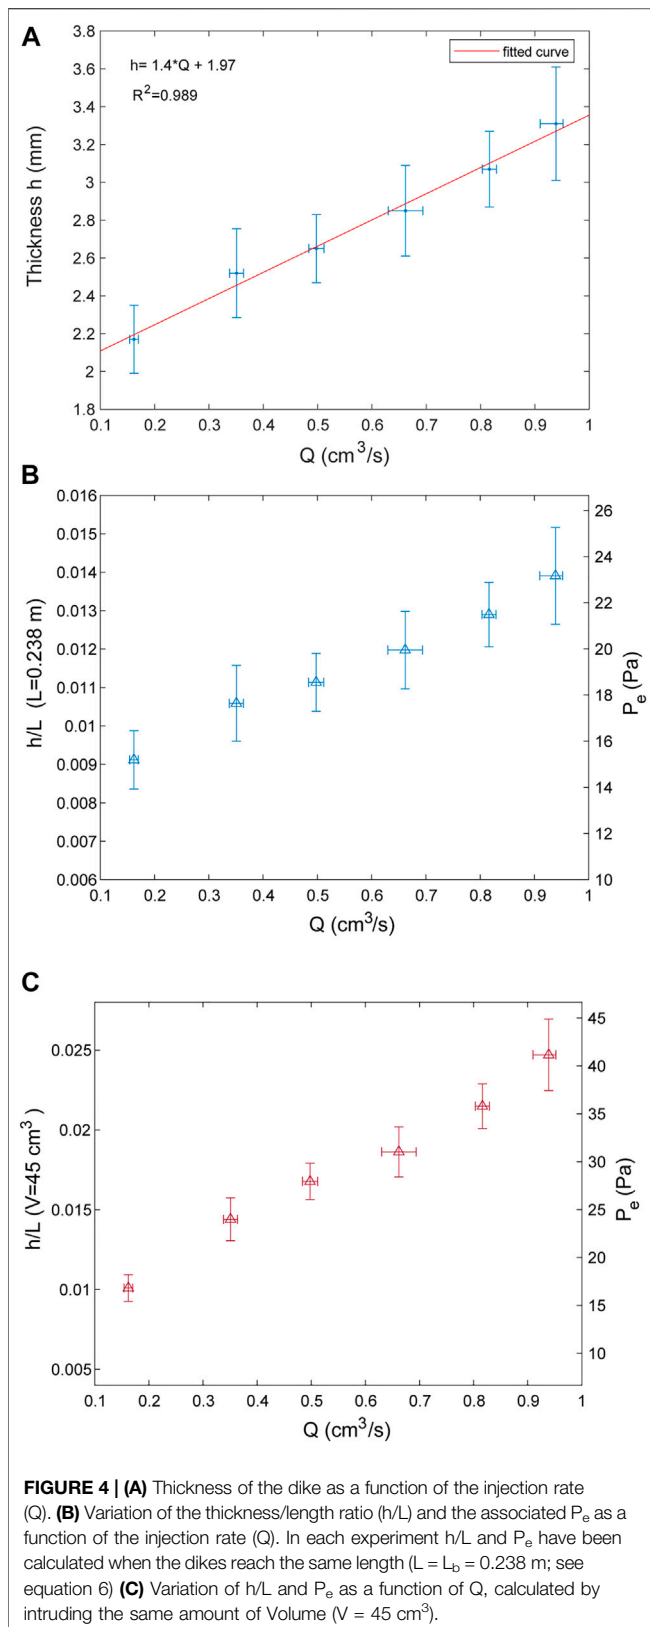 A
h= 1.4*Q + 1.97
R²=0.989
fitted curve
Thickness h (mm)
3.8
3.6
3.4
3.2
3
2.8
2.6
2.4
2.2
2
1.8
0.1 0.2 0.3 0.4 0.5 0.6 0.7 0.8 0.9 1
Q (cm³/s)
B
h/L (L=0.238 m)
0.016
0.015
0.014
0.013
0.012
0.011
0.01
0.009
0.008
0.007
0.006
26
24
22
20
18
16
14
12
10
Pₑ (Pa)
0.1 0.2 0.3 0.4 0.5 0.6 0.7 0.8 0.9 1
Q (cm³/s)
C
h/L (V=45 cm³)
0.025
0.02
0.015
0.01
0.005
45
40
35
30
25
20
15
10
Pₑ (Pa)
0.1 0.2 0.3 0.4 0.5 0.6 0.7 0.8 0.9 1
Q (cm³/s)
FIGURE 4 | (A) Thickness of the dike as a function of the injection rate
(Q). (B) Variation of the thickness/length ratio (h/L) and the associated Pₑ as a
function of the injection rate (Q). In each experiment h/L and Pₑ have been
calculated when the dikes reach the same length (L = L_b = 0.238 m; see
equation 6) (C) Variation of h/L and Pₑ as a function of Q, calculated by
intruding the same amount of Volume (V = 45 cm³).